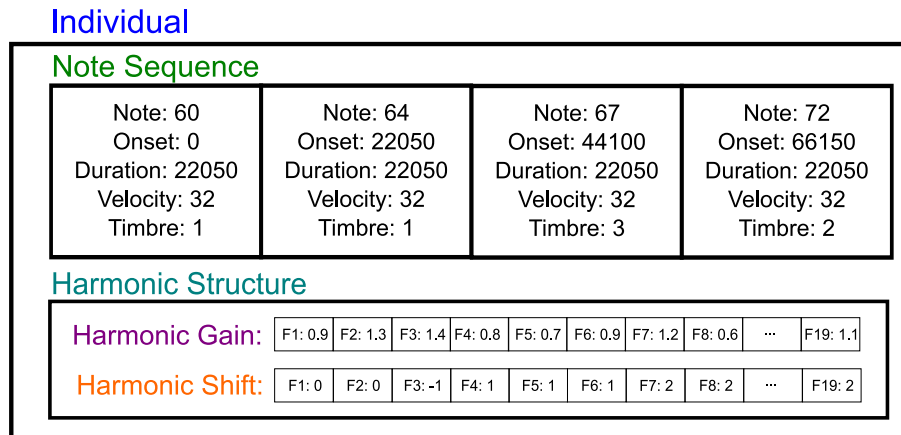 Individual
Note Sequence
Note: 60
Onset: 0
Duration: 22050
Velocity: 32
Timbre: 1
Note: 64
Onset: 22050
Duration: 22050
Velocity: 32
Timbre: 1
Note: 67
Onset: 44100
Duration: 22050
Velocity: 32
Timbre: 3
Note: 72
Onset: 66150
Duration: 22050
Velocity: 32
Timbre: 2
Harmonic Structure
Harmonic Gain: F1: 0.9 F2: 1.3 F3: 1.4 F4: 0.8 F5: 0.7 F6: 0.9 F7: 1.2 F8: 0.6 ... F19: 1.1
Harmonic Shift: F1: 0 F2: 0 F3: -1 F4: 1 F5: 1 F6: 1 F7: 2 F8: 2 ... F19: 2